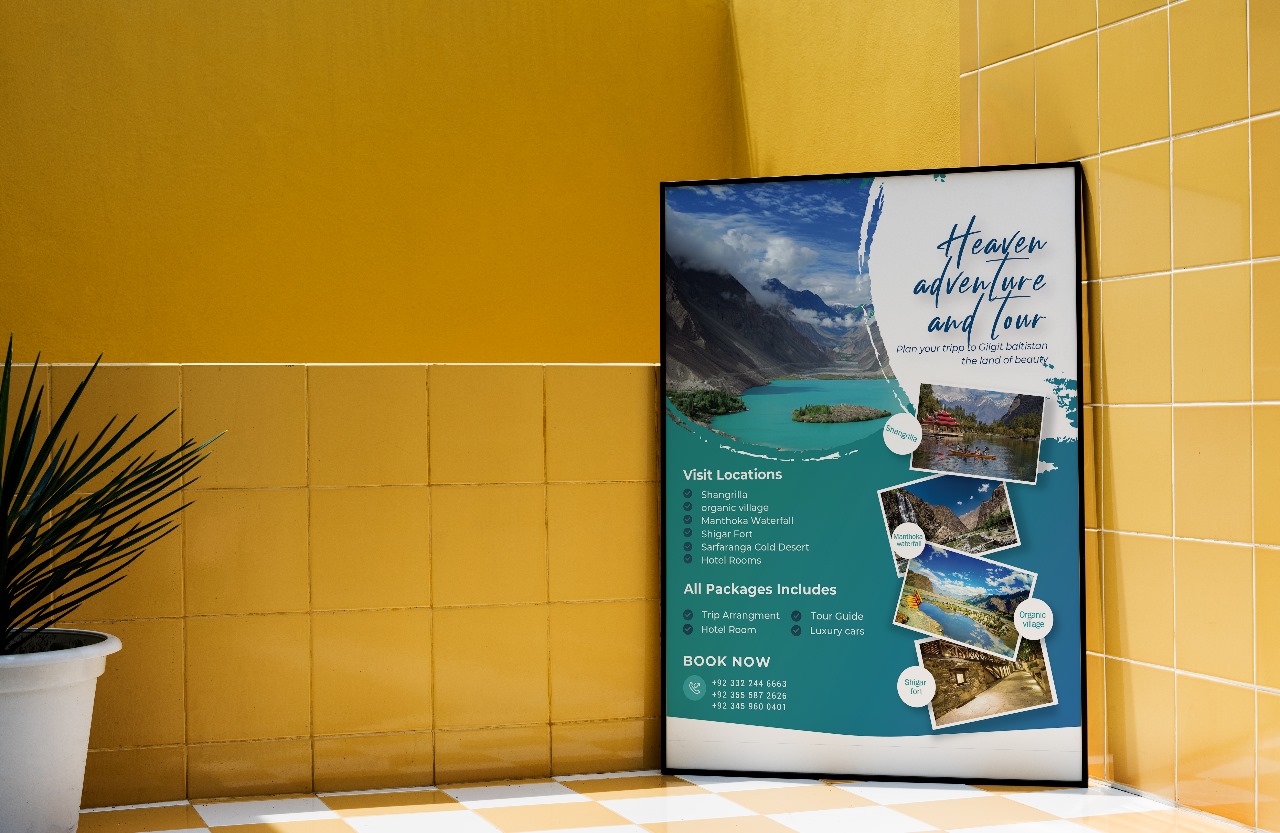 Heaven
adventure
and Tour
Plan your tripp to Gilgit baltistan
the land of beauty
Shangrilla
Visit Locations
Shangrilla
organic village
Manthoka Waterfall
Shigar Fort
Sarfaranga Cold Desert
Hotel Rooms
Manthoka
waterfall
Organic
village
Shigar
fort
All Packages Includes
Trip Arrangment
Tour Guide
Hotel Room
Luxury cars
BOOK NOW
+92 332 244 6663
+92 355 587 2626
+92 345 960 0401